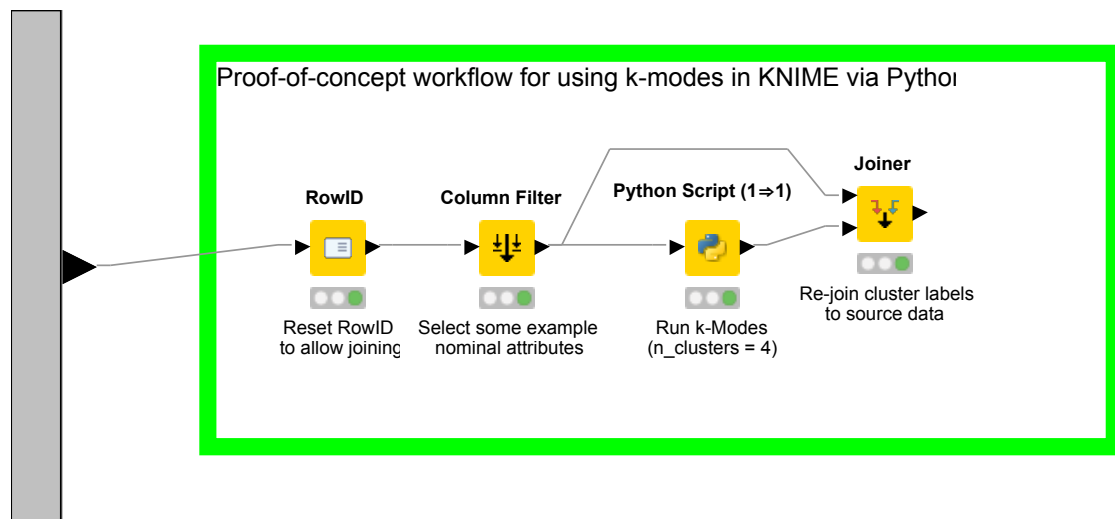 Proof-of-concept workflow for using k-modes in KNIME via Python
RowID
Column Filter
Python Script (1⇒1)
Joiner
Reset RowID
to allow joining
Select some example
nominal attributes
Run k-Modes
(n_clusters = 4)
Re-join cluster labels
to source data